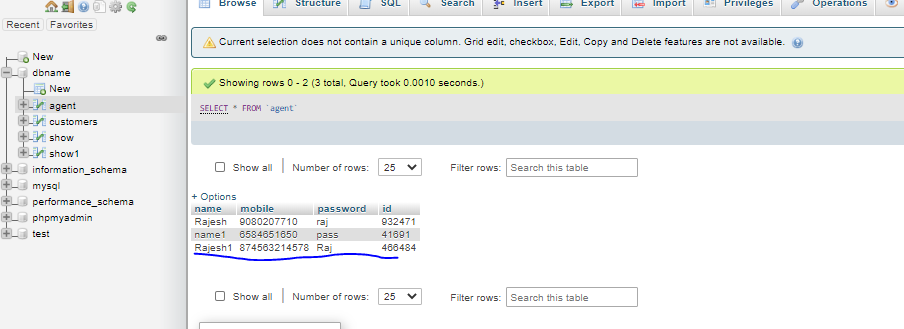 Browse Structure SQL Search Insert Export Import Privileges Operations
Recent Favorites
Current selection does not contain a unique column. Grid edit, checkbox, Edit, Copy and Delete features are not available.
New
dbname
New
agent
customers
show
show1
information_schema
mysql
performance_schema
phpmyadmin
test
Showing rows 0 - 2 (3 total, Query took 0.0010 seconds.)
SELECT * FROM `agent`
Show all Number of rows: 25 Filter rows: Search this table
+ Options
name mobile password id
Rajesh 9080207710 raj 932471
name1 6584651650 pass 41691
Rajesh1 874563214578 Raj 466484
Show all Number of rows: 25 Filter rows: Search this table